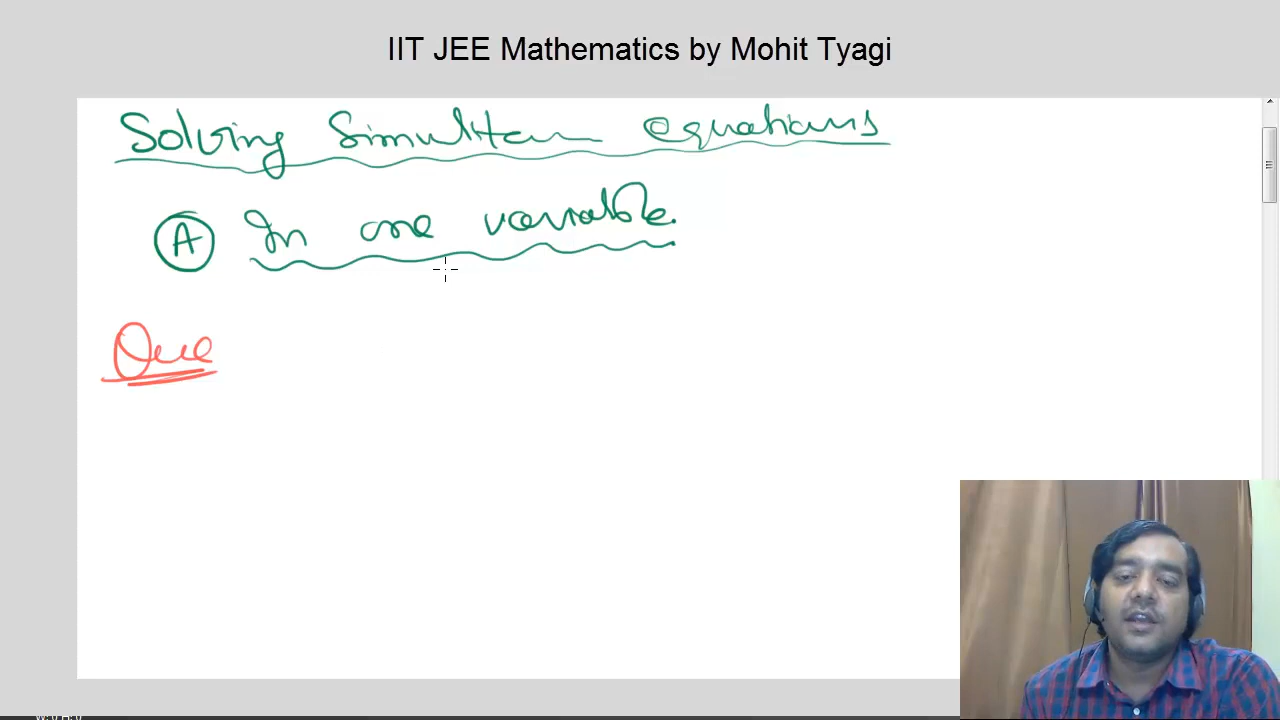 IIT JEE Mathematics by Mohit Tyagi
Solving Simultan equations
A In one variable
Que